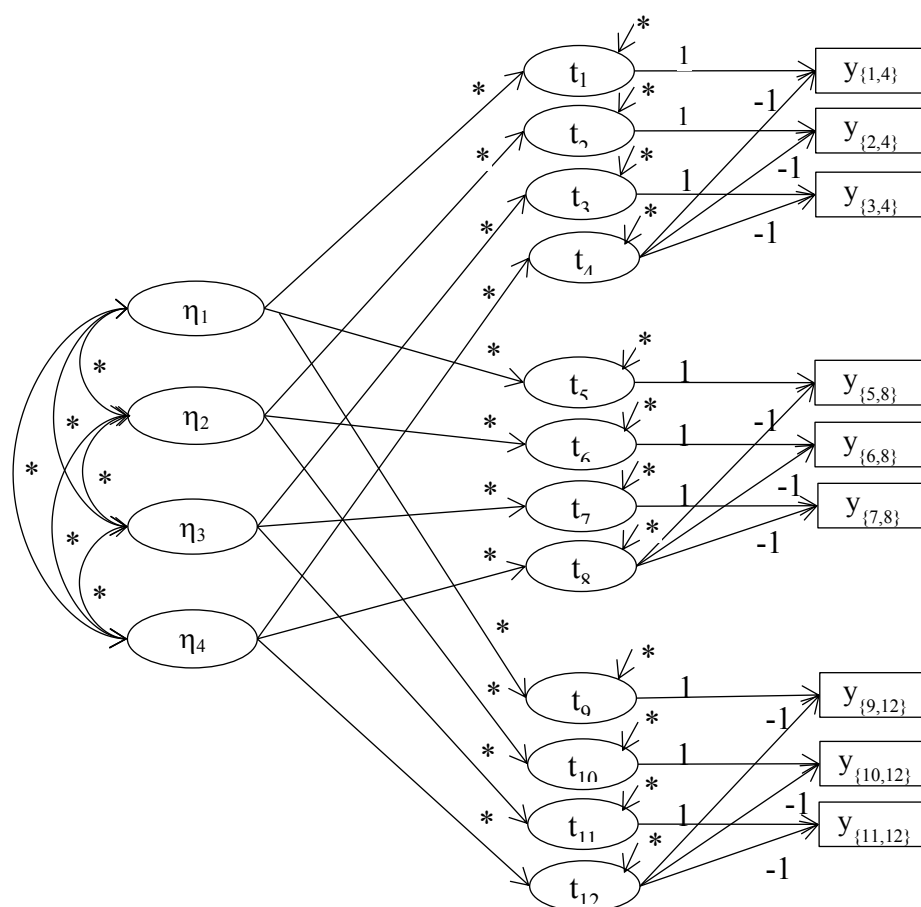 *
t₁ 1 y{1,4}
* * -1
t₂ 1 y{2,4}
* * -1
t₃ 1 y{3,4}
* * -1
t₄
*
η₁
*
* *
t₅ 1 y{5,8}
* η₂ * * -1
t₆ 1 y{6,8}
* * * * -1
t₇ 1 y{7,8}
* η₃ * * -1
t₈
*
η₄
* *
t₉ 1 y{9,12}
* * -1
t₁₀ 1 y{10,12}
* * -1
t₁₁ 1 y{11,12}
* * -1
t₁₂